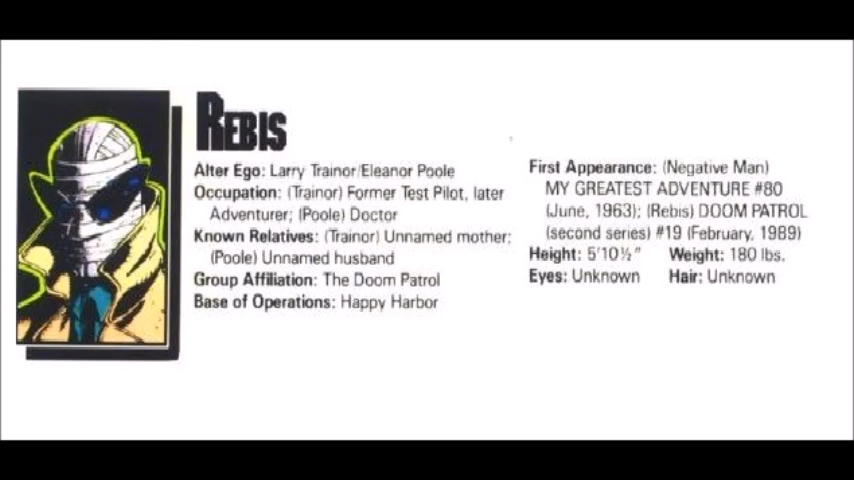 REBIS
Alter Ego: Larry Trainor/Eleanor Poole
Occupation: (Trainor) Former Test Pilot, later
Adventurer; (Poole) Doctor
Known Relatives: (Trainor) Unnamed mother;
(Poole) Unnamed husband
Group Affiliation: The Doom Patrol
Base of Operations: Happy Harbor
First Appearance: (Negative Man)
MY GREATEST ADVENTURE #80
(June, 1963); (Rebis) DOOM PATROL
(second series) #19 (February, 1989)
Height: 5'10½" Weight: 180 lbs.
Eyes: Unknown Hair: Unknown